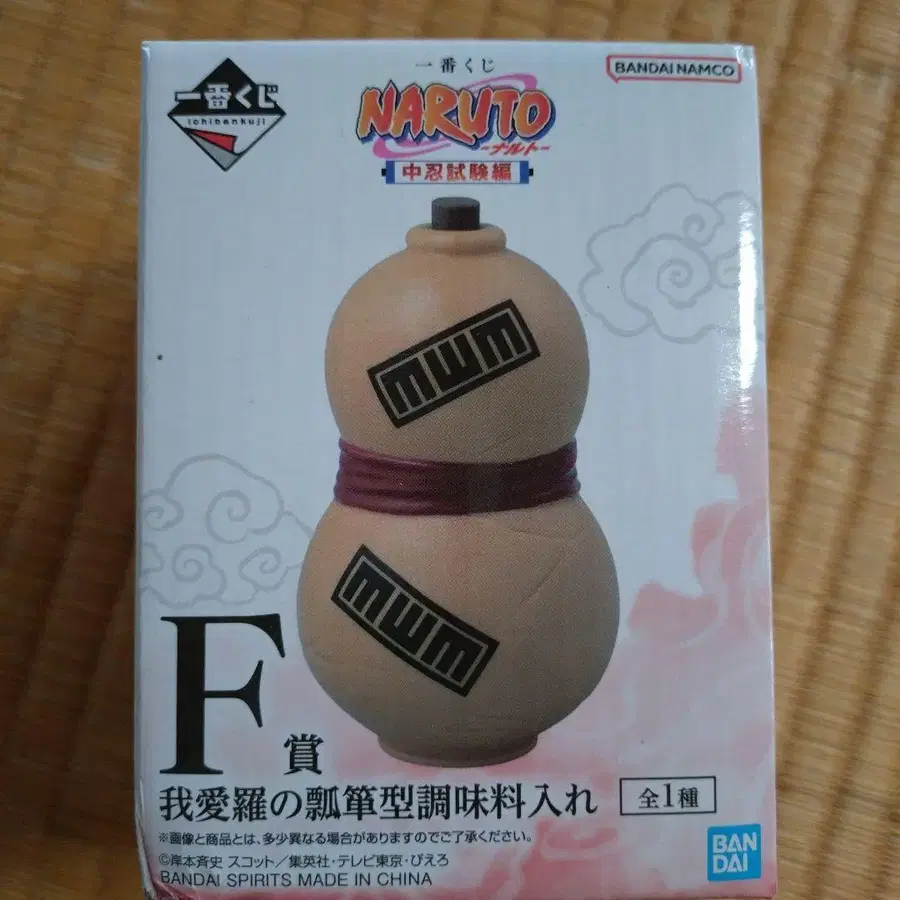 一番くじ
ichibankuji
一番くじ
NARUTO
-ナルト-
中忍試験編
BANDAI NAMCO
F賞
我愛羅の瓢箪型調味料入れ
全1種
※画像と商品とは、多少異なる場合がありますのでご了承ください。
©岸本斉史 スコット/集英社・テレビ東京・ぴえろ
BANDAI SPIRITS MADE IN CHINA
BAN
DAI